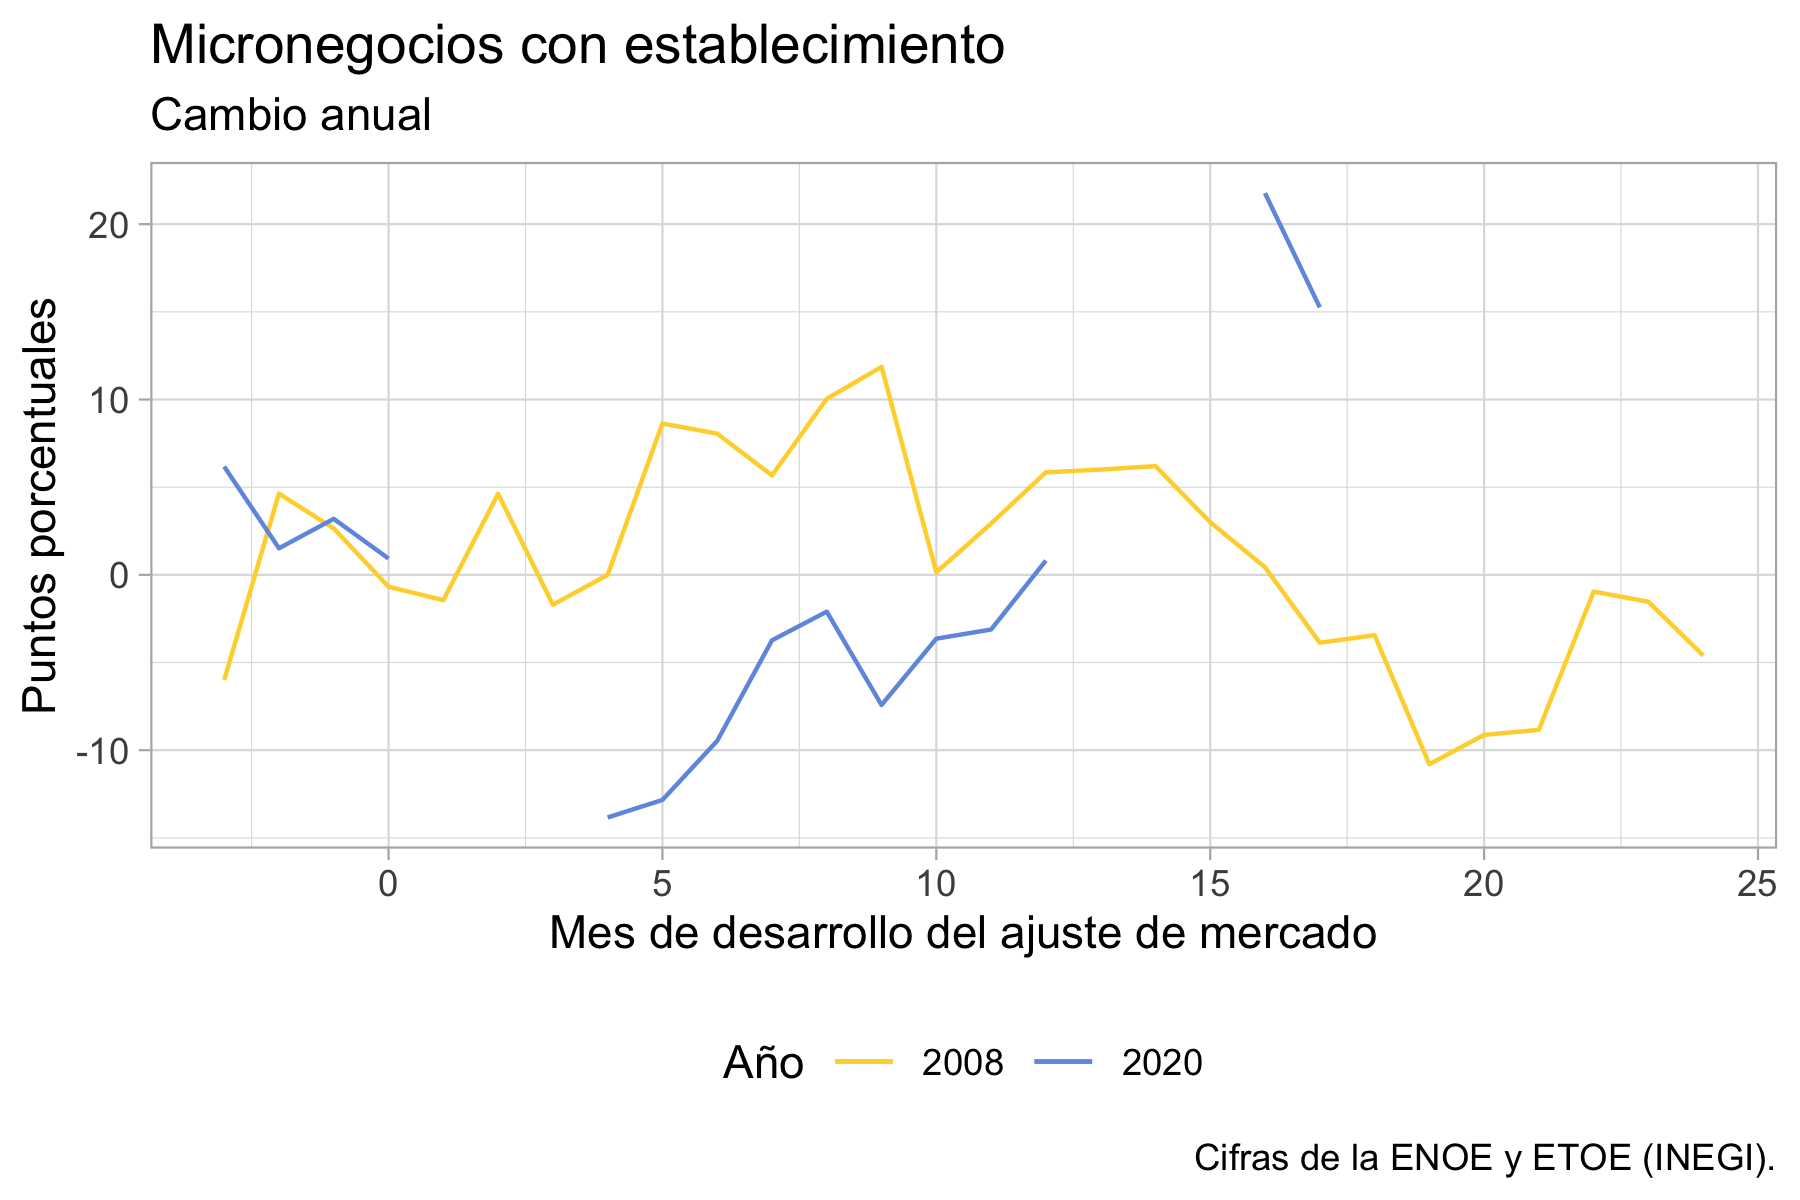 Micronegocios con establecimiento
Cambio anual
Puntos porcentuales
20
10
0
-10
0 5 10 15 20 25
Mes de desarrollo del ajuste de mercado
Año 2008 2020
Cifras de la ENOE y ETOE (INEGI).